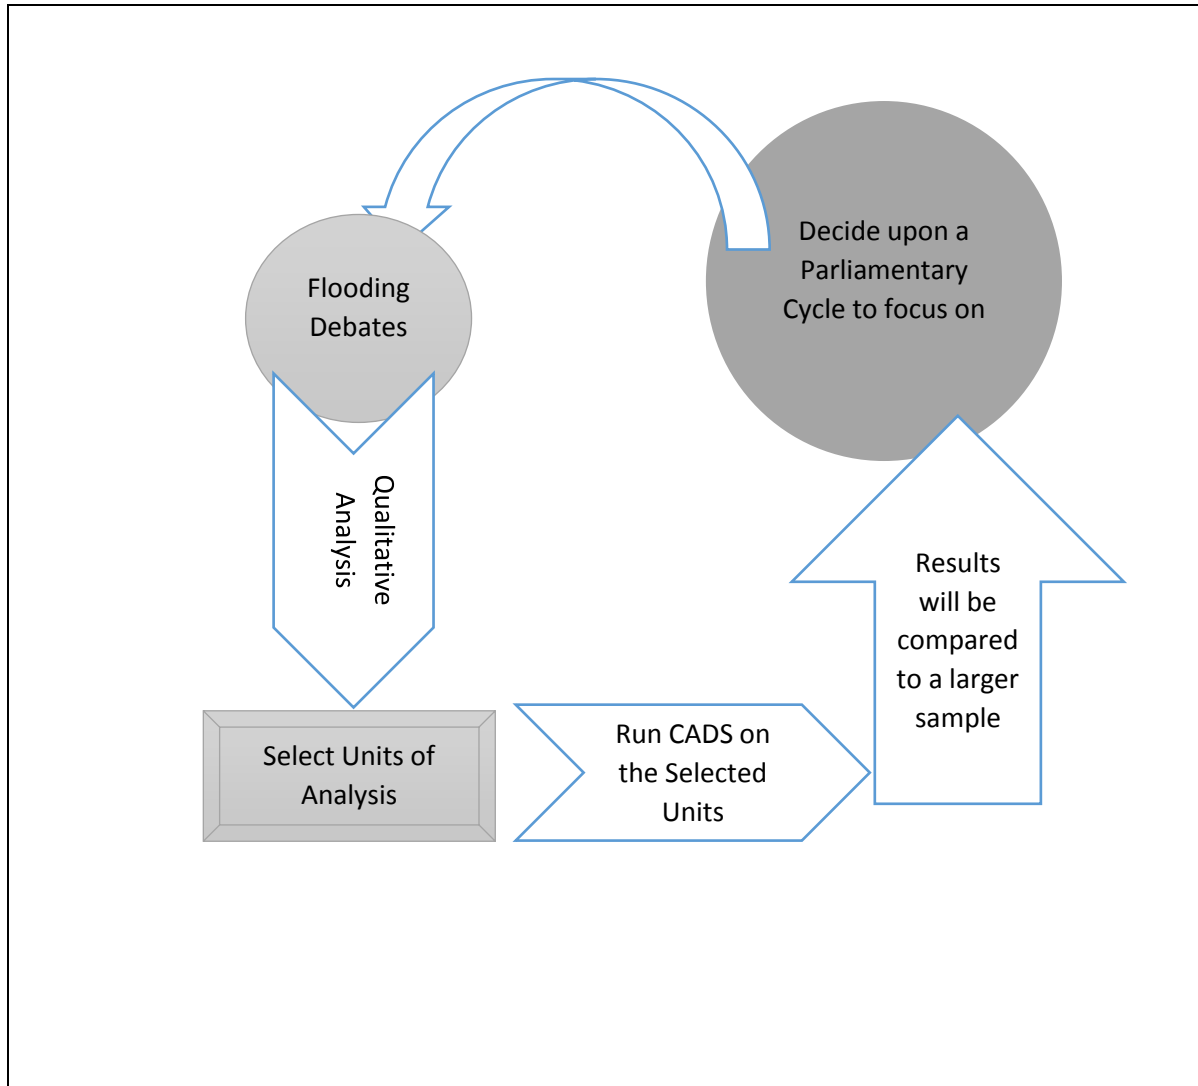 Decide upon a
Parliamentary
Cycle to focus on
Flooding
Debates
Qualitative
Analysis
Select Units of
Analysis
Run CADS on
the Selected
Units
Results
will be
compared
to a larger
sample